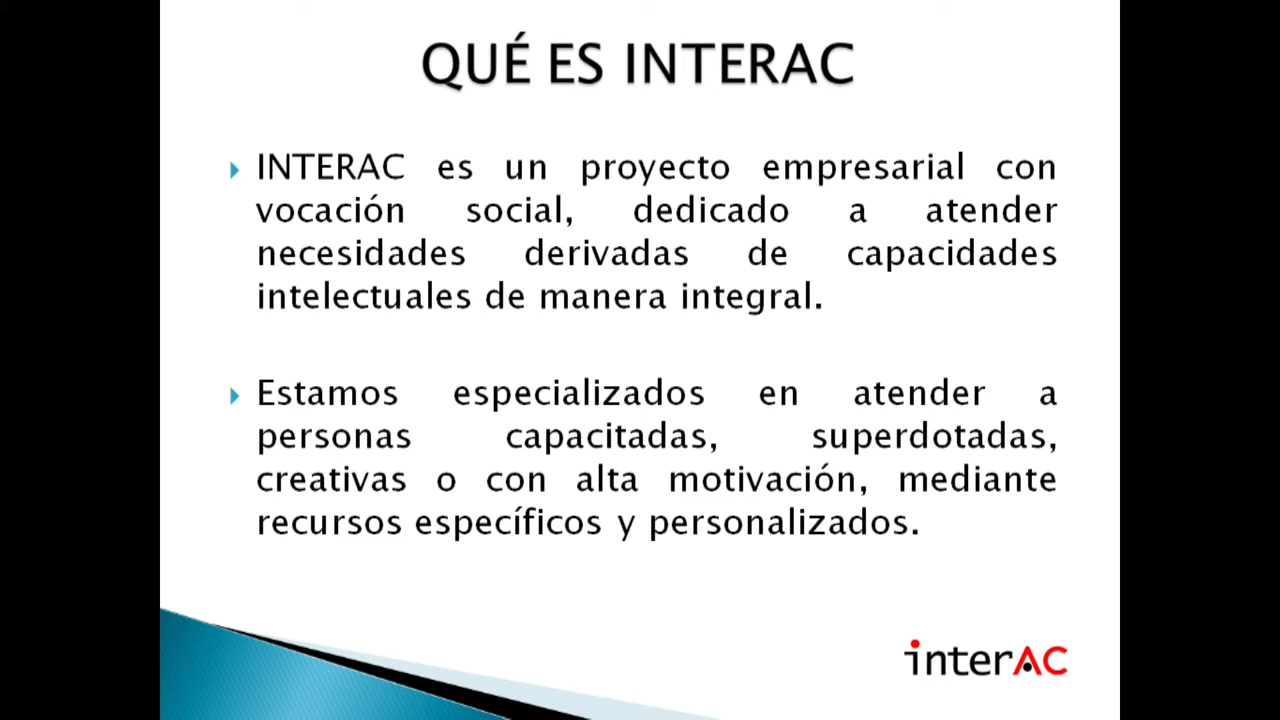 QUÉ ES INTERAC
INTERAC es un proyecto empresarial con
vocación social, dedicado a atender
necesidades derivadas de capacidades
intelectuales de manera integral.
Estamos especializados en atender a
personas capacitadas, superdotadas,
creativas o con alta motivación, mediante
recursos específicos y personalizados.
interAC